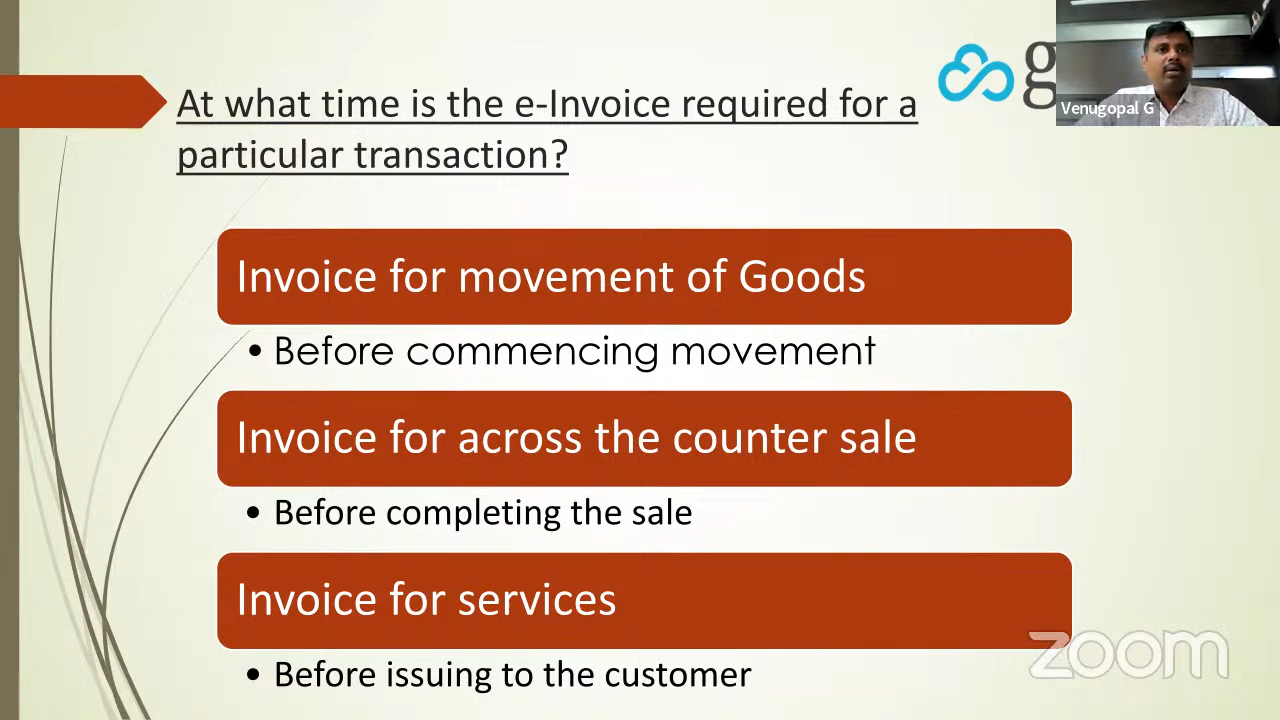 At what time is the e-Invoice required for a
particular transaction?
g
Venugopal G
Invoice for movement of Goods
• Before commencing movement
Invoice for across the counter sale
• Before completing the sale
Invoice for services
• Before issuing to the customer
zoom